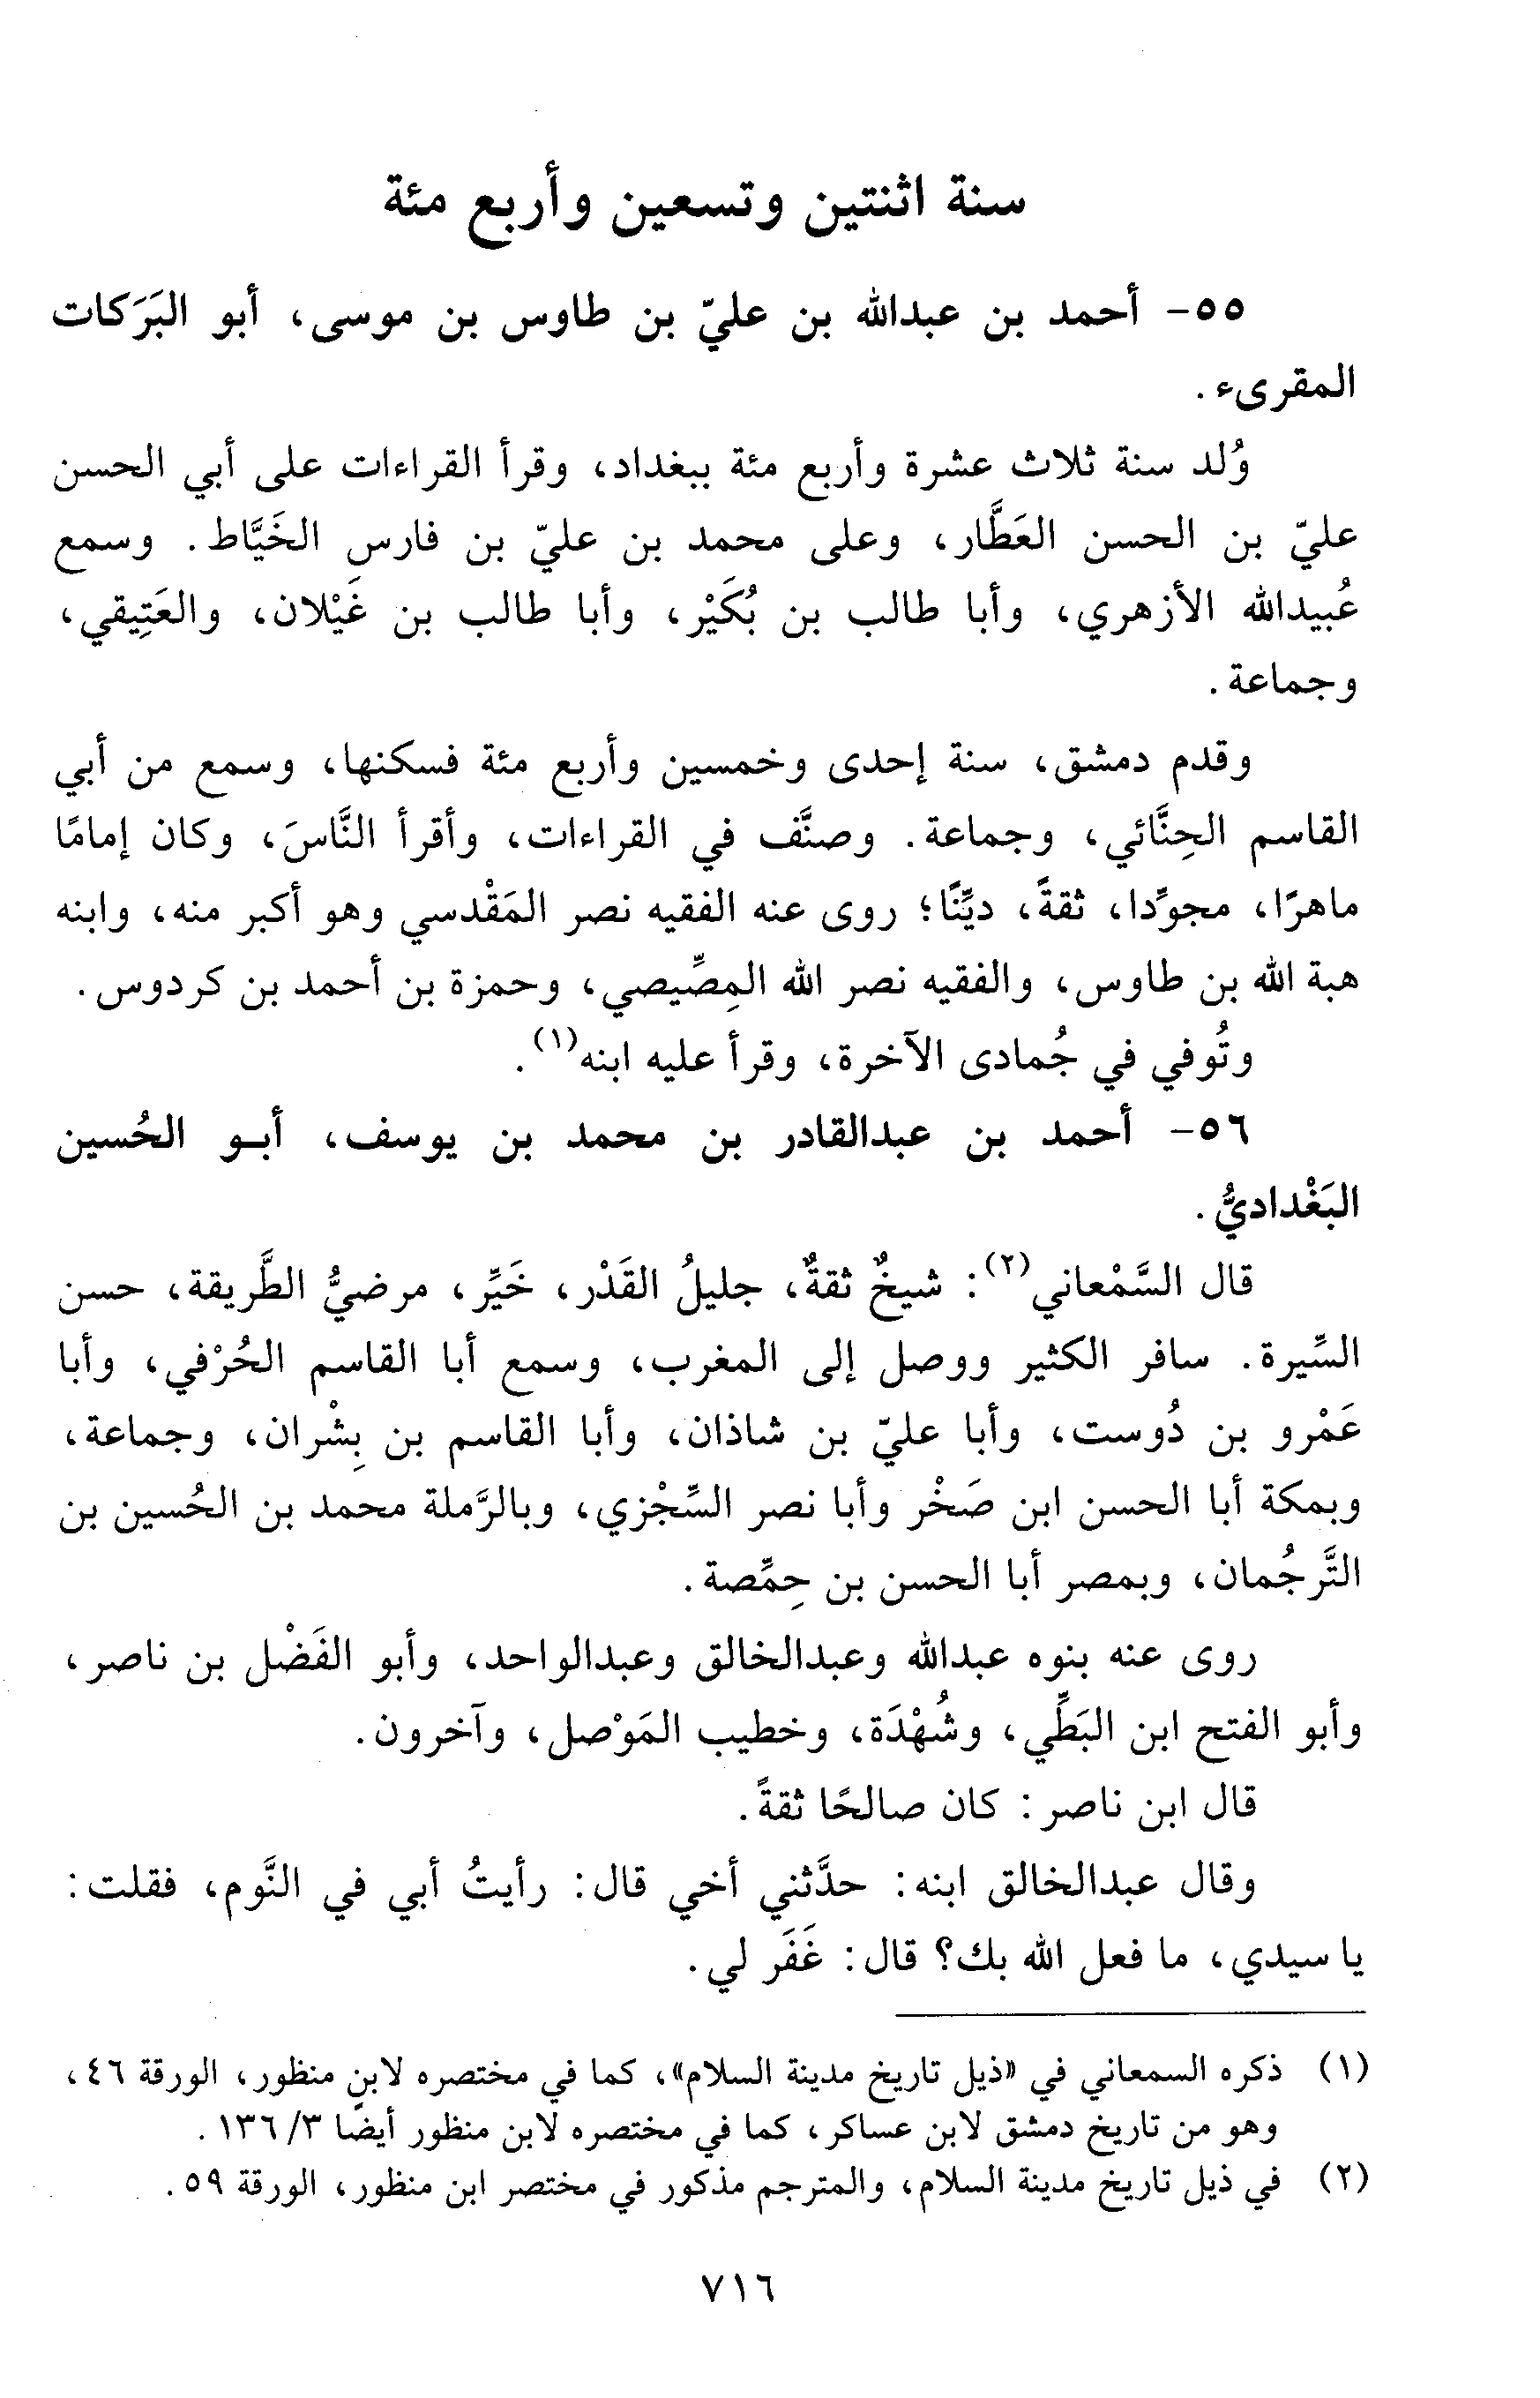 سنة اثنتين وتسعين وأربع مئة
٥٥- أحمد بن عبدالله بن عليّ بن طاوس بن موسى، أبو البَرَكات
المقرىء.
وُلد سنة ثلاث عشرة وأربع مئة ببغداد، وقرأ القراءات على أبي الحسن
عليّ بن الحسن العَطَّار، وعلى محمد بن عليّ بن فارس الخَيَّاط. وسمع
عُبيدالله الأزهري، وأبا طالب بن بُكَيْر، وأبا طالب بن غَيْلان، والعَتِيقي،
وجماعة.
وقدم دمشق، سنة إحدى وخمسين وأربع مئة فسكنها، وسمع من أبي
القاسم الحِنَّائي، وجماعة. وصنَّف في القراءات، وأقرأ النَّاسَ، وكان إمامًا
ماهرًا، مجوِّدا، ثقةً، ديِّنًا؛ روى عنه الفقيه نصر المَقْدسي وهو أكبر منه، وابنه
هبة الله بن طاوس، والفقيه نصر الله المِصِّيصي، وحمزة بن أحمد بن كردوس.
وتُوفي في جُمادى الآخرة، وقرأ عليه ابنه(١).
٥٦- أحمد بن عبدالقادر بن محمد بن يوسف، أبـو الحُسين
البَغْداديُّ.
قال السَّمْعاني(٢): شيخٌ ثقةٌ، جليلُ القَدْر، خَيِّر، مرضيُّ الطَّريقة، حسن
السِّيرة. سافر الكثير ووصل إلى المغرب، وسمع أبا القاسم الحُرْفي، وأبا
عَمْرو بن دُوست، وأبا عليّ بن شاذان، وأبا القاسم بن بِشْران، وجماعة،
وبمكة أبا الحسن ابن صَخْر وأبا نصر السِّجْزي، وبالرَّملة محمد بن الحُسين بن
التَّرجُمان، وبمصر أبا الحسن بن حِمِّصة.
روى عنه بنوه عبدالله وعبدالخالق وعبدالواحد، وأبو الفَضْل بن ناصر،
وأبو الفتح ابن البَطِّي، وشُهْدَة، وخطيب المَوْصل، وآخرون.
قال ابن ناصر: كان صالحًا ثقةً.
وقال عبدالخالق ابنه: حدَّثني أخي قال: رأيتُ أبي في النَّوم، فقلت:
يا سيدي، ما فعل الله بك؟ قال: غَفَر لي.
(١) ذكره السمعاني في «ذيل تاريخ مدينة السلام»، كما في مختصره لابن منظور، الورقة ٤٦،
وهو من تاريخ دمشق لابن عساكر، كما في مختصره لابن منظور أيضًا ٣/ ١٣٦.
(٢) في ذيل تاريخ مدينة السلام، والمترجم مذكور في مختصر ابن منظور، الورقة ٥٩.
٧١٦